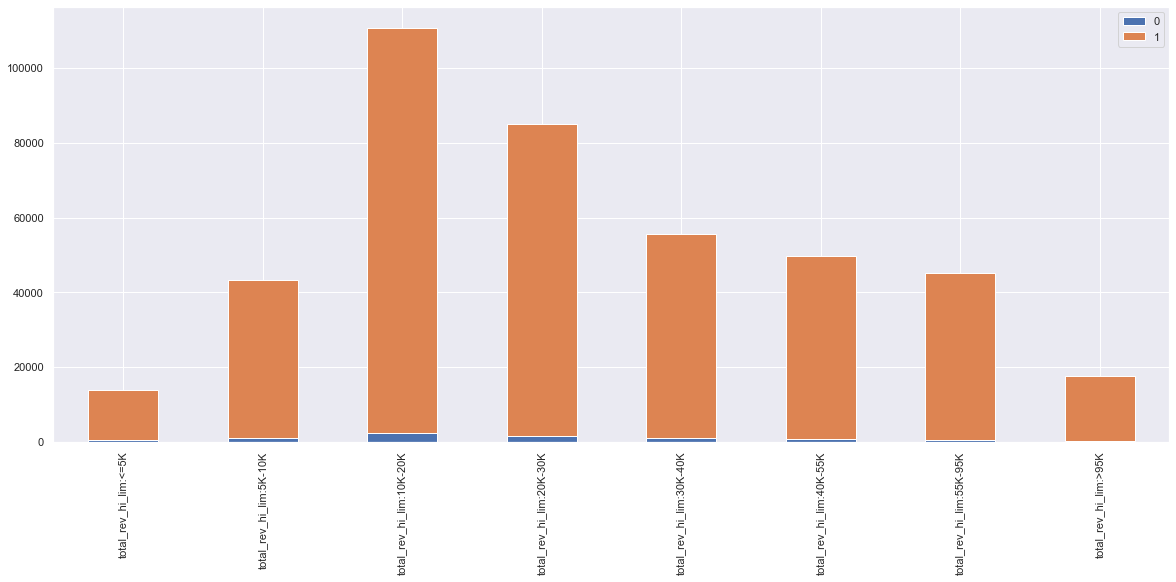 0
1
100000
80000
60000
40000
20000
0
total_rev_hi_lim:<=5K
total_rev_hi_lim:5K-10K
total_rev_hi_lim:10K-20K
total_rev_hi_lim:20K-30K
total_rev_hi_lim:30K-40K
total_rev_hi_lim:40K-55K
total_rev_hi_lim:55K-95K
total_rev_hi_lim:>95K